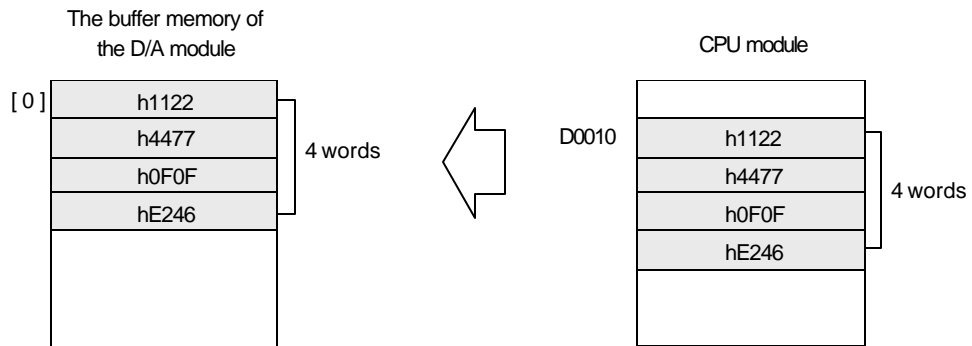 The buffer memory of
the D/A module
[ 0 ]
h1122
h4477
h0F0F
hE246
4 words
CPU module
D0010
h1122
h4477
h0F0F
hE246
4 words